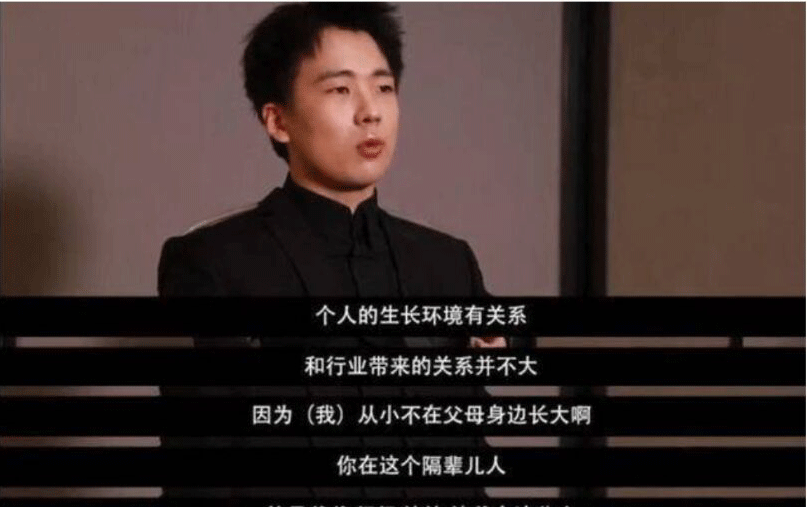 个人的生长环境有关系
和行业带来的关系并不大
因为（我）从小不在父母身边长大啊
你在这个隔辈儿人